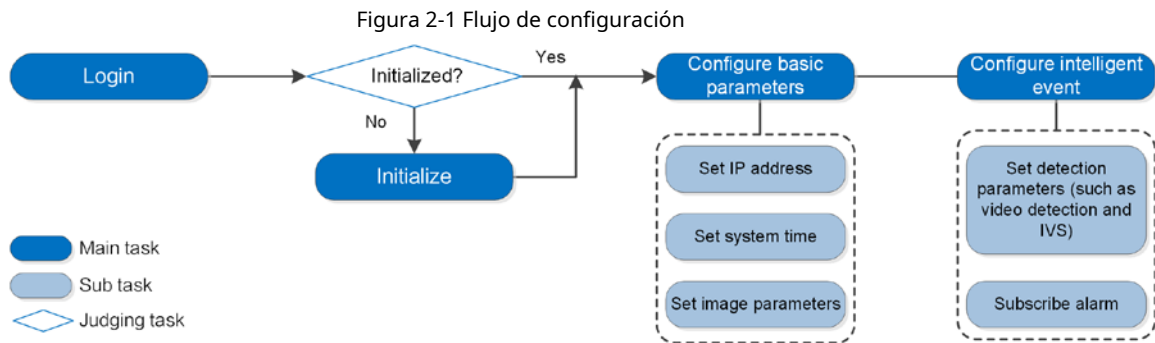 Figura 2-1 Flujo de configuración
Login
Initialized?
Yes
No
Initialize
Configure basic
parameters
Set IP address
Set system time
Set image parameters
Configure intelligent
event
Set detection
parameters (such as
video detection and
IVS)
Subscribe alarm
Main task
Sub task
Judging task